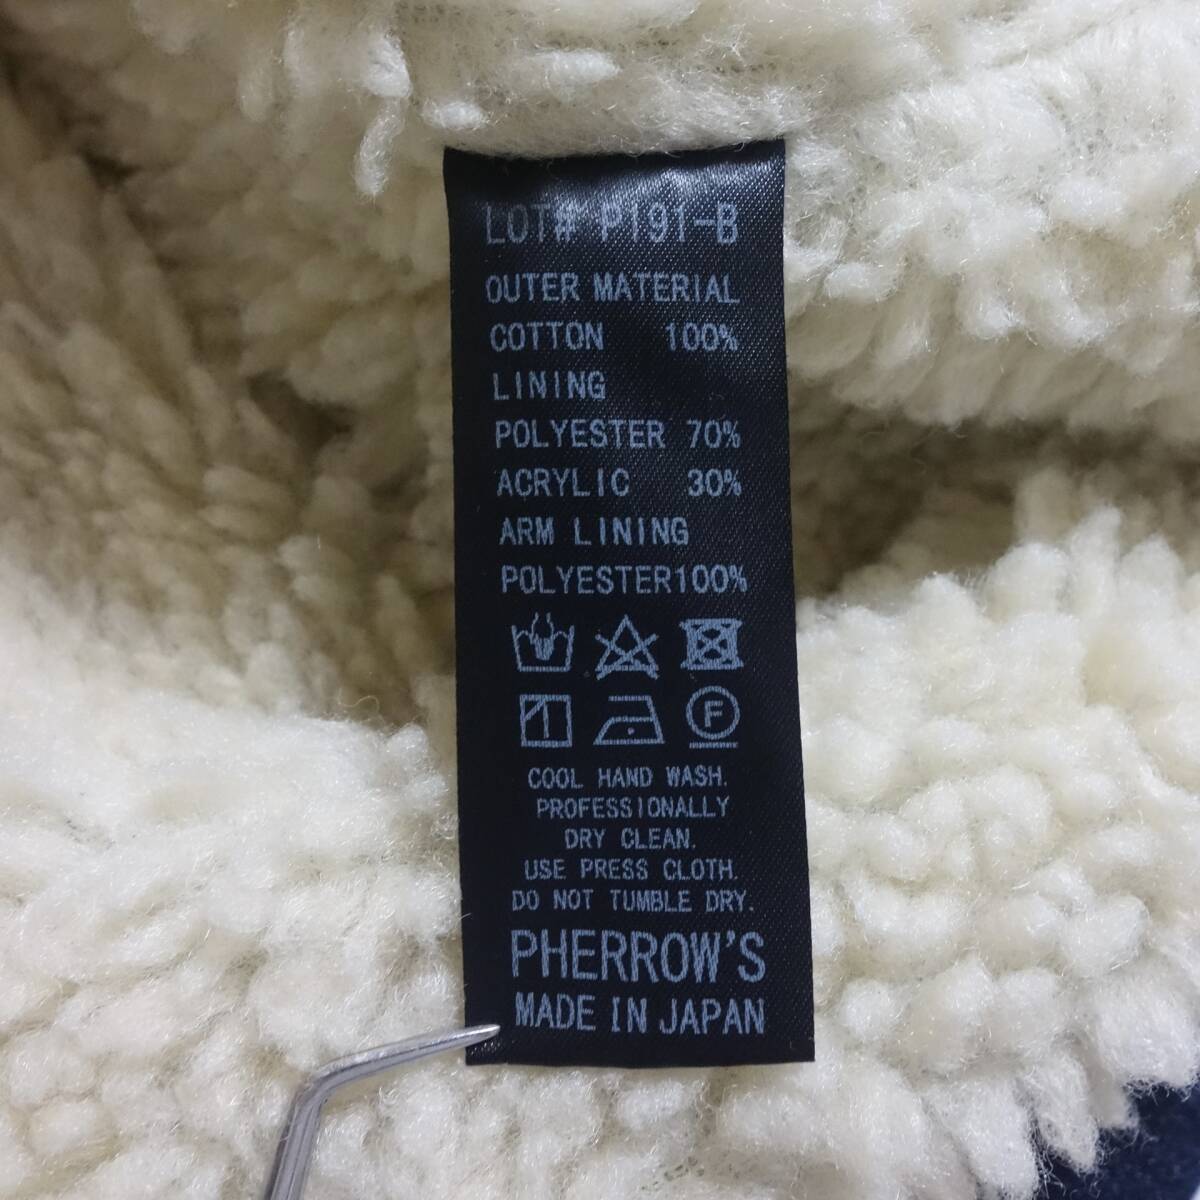 LOT# P191-B
OUTER MATERIAL
COTTON 100%
LINING
POLYESTER 70%
ACRYLIC 30%
ARM LINING
POLYESTER100%
F
COOL HAND WASH.
PROFESSIONALLY
DRY CLEAN.
USE PRESS CLOTH.
DO NOT TUMBLE DRY.
PHERROW'S
MADE IN JAPAN